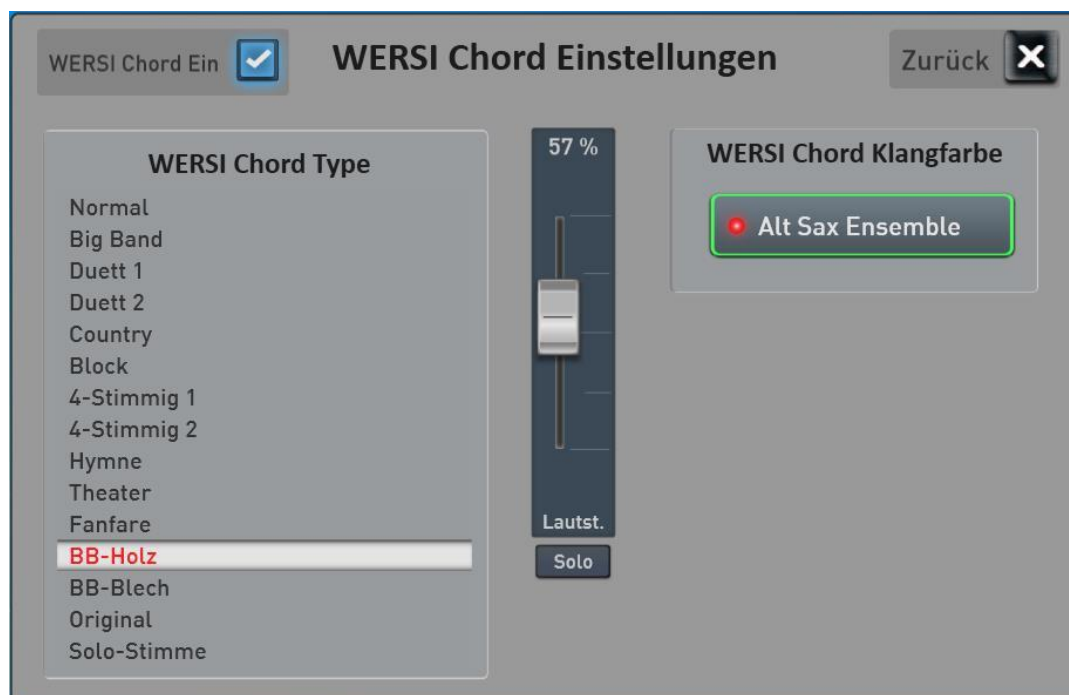 WERSI Chord Ein
WERSI Chord Einstellungen
Zurück
WERSI Chord Type
Normal
Big Band
Duett 1
Duett 2
Country
Block
4-Stimmig 1
4-Stimmig 2
Hymne
Theater
Fanfare
BB-Holz
BB-Blech
Original
Solo-Stimme
57 %
Lautst.
Solo
WERSI Chord Klangfarbe
Alt Sax Ensemble